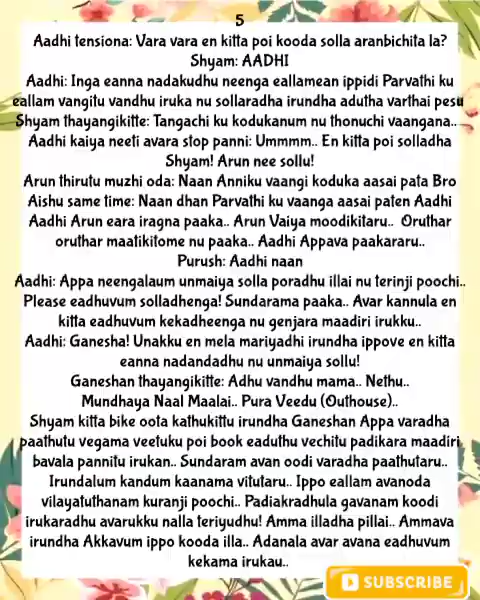 5
Aadhi tensiona: Vara vara en kitta poi kooda solla aranbichita la?
Shyam: AADHI
Aadhi: Inga eanna nadakudhu neenga eallamean ippidi Parvathi ku
eallam vangitu vandhu iruka nu sollaradha irundha adutha varthai pesu
Shyam thayangikitte: Tangachi ku kodukanum nu thonuchi vaangana..
Aadhi kaiya neeti avara stop panni: Ummmm.. En kitta poi solladha
Shyam! Arun nee sollu!
Arun thirutu muzhi oda: Naan Anniku vaangi koduka aasai pata Bro
Aishu same time: Naan dhan Parvathi ku vaanga aasai paten Aadhi
Aadhi Arun eara iragna paaka.. Arun Vaiya moodikitaru.. Oruthar
oruthar maatikitome nu paaka.. Aadhi Appava paakararu..
Purush: Aadhi naan
Aadhi: Appa neengalaum unmaiya solla poradhu illai nu terinji poochi..
Please eadhuvum solladhenga! Sundarama paaka.. Avar kannula en
kitta eadhuvum kekadheenga nu genjara maadiri irukku..
Aadhi: Ganesha! Unakku en mela mariyadhi irundha ippove en kitta
eanna nadandadhu nu unmaiya sollu!
Ganeshan thayangikitte: Adhu vandhu mama.. Nethu..
Mundhaya Naal Maalai.. Pura Veedu (Outhouse)..
Shyam kitta bike oota kathukittu irundha Ganeshan Appa varadha
paathutu vegama veetuku poi book eaduthu vechitu padikara maadiri
bavala pannitu irukan.. Sundaram avan oodi varadha paathutaru..
Irundalum kandum kaanama vitutaru.. Ippo eallam avanoda
vilayatuthanam kuranji poochi.. Padiakradhula gavanam koodi
irukaradhu avarukku nalla teriyudhu! Amma illadha pillai.. Ammava
irundha Akkavum ippo kooda illa.. Adanala avar avana eadhuvum
kekama irukau..
SUBSCRIBE